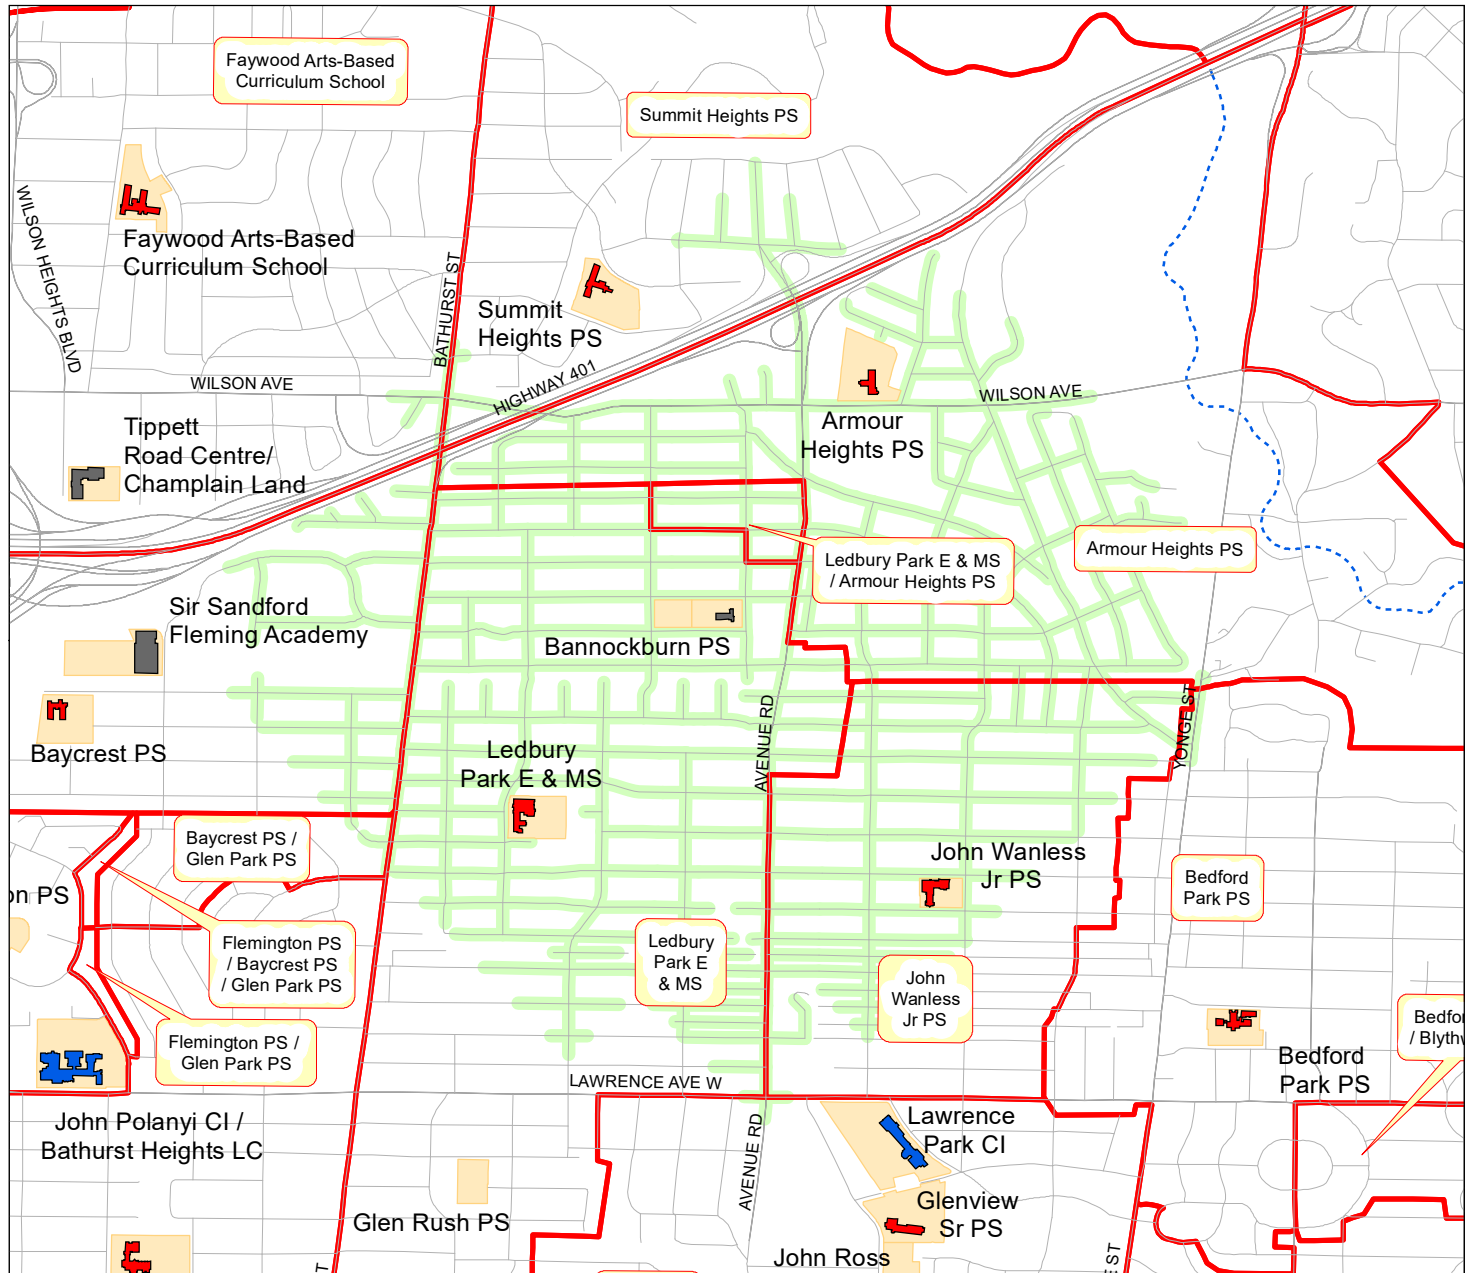 Faywood Arts-Based
Curriculum School
Summit Heights PS
WILSON HEIGHTS BLVD
Faywood Arts-Based
Curriculum School
BATHURST ST
Summit
Heights PS
HIGHWAY 401
WILSON AVE
WILSON AVE
Armour
Heights PS
Tippett
Road Centre/
Champlain Land
Ledbury Park E & MS
/ Armour Heights PS
Armour Heights PS
Sir Sandford
Fleming Academy
Bannockburn PS
Baycrest PS
Ledbury
Park E & MS
AVENUE RD
YONGE ST
Baycrest PS /
Glen Park PS
John Wanless
Jr PS
Bedford
Park PS
on PS
Flemington PS
/ Baycrest PS
/ Glen Park PS
Ledbury
Park E
& MS
John
Wanless
Jr PS
Flemington PS /
Glen Park PS
Bedfor
/ Blythw
Bedford
Park PS
LAWRENCE AVE W
John Polanyi CI /
Bathurst Heights LC
Lawrence
Park CI
AVENUE RD
Glen Rush PS
Glenview
Sr PS
John Ross
T
E ST